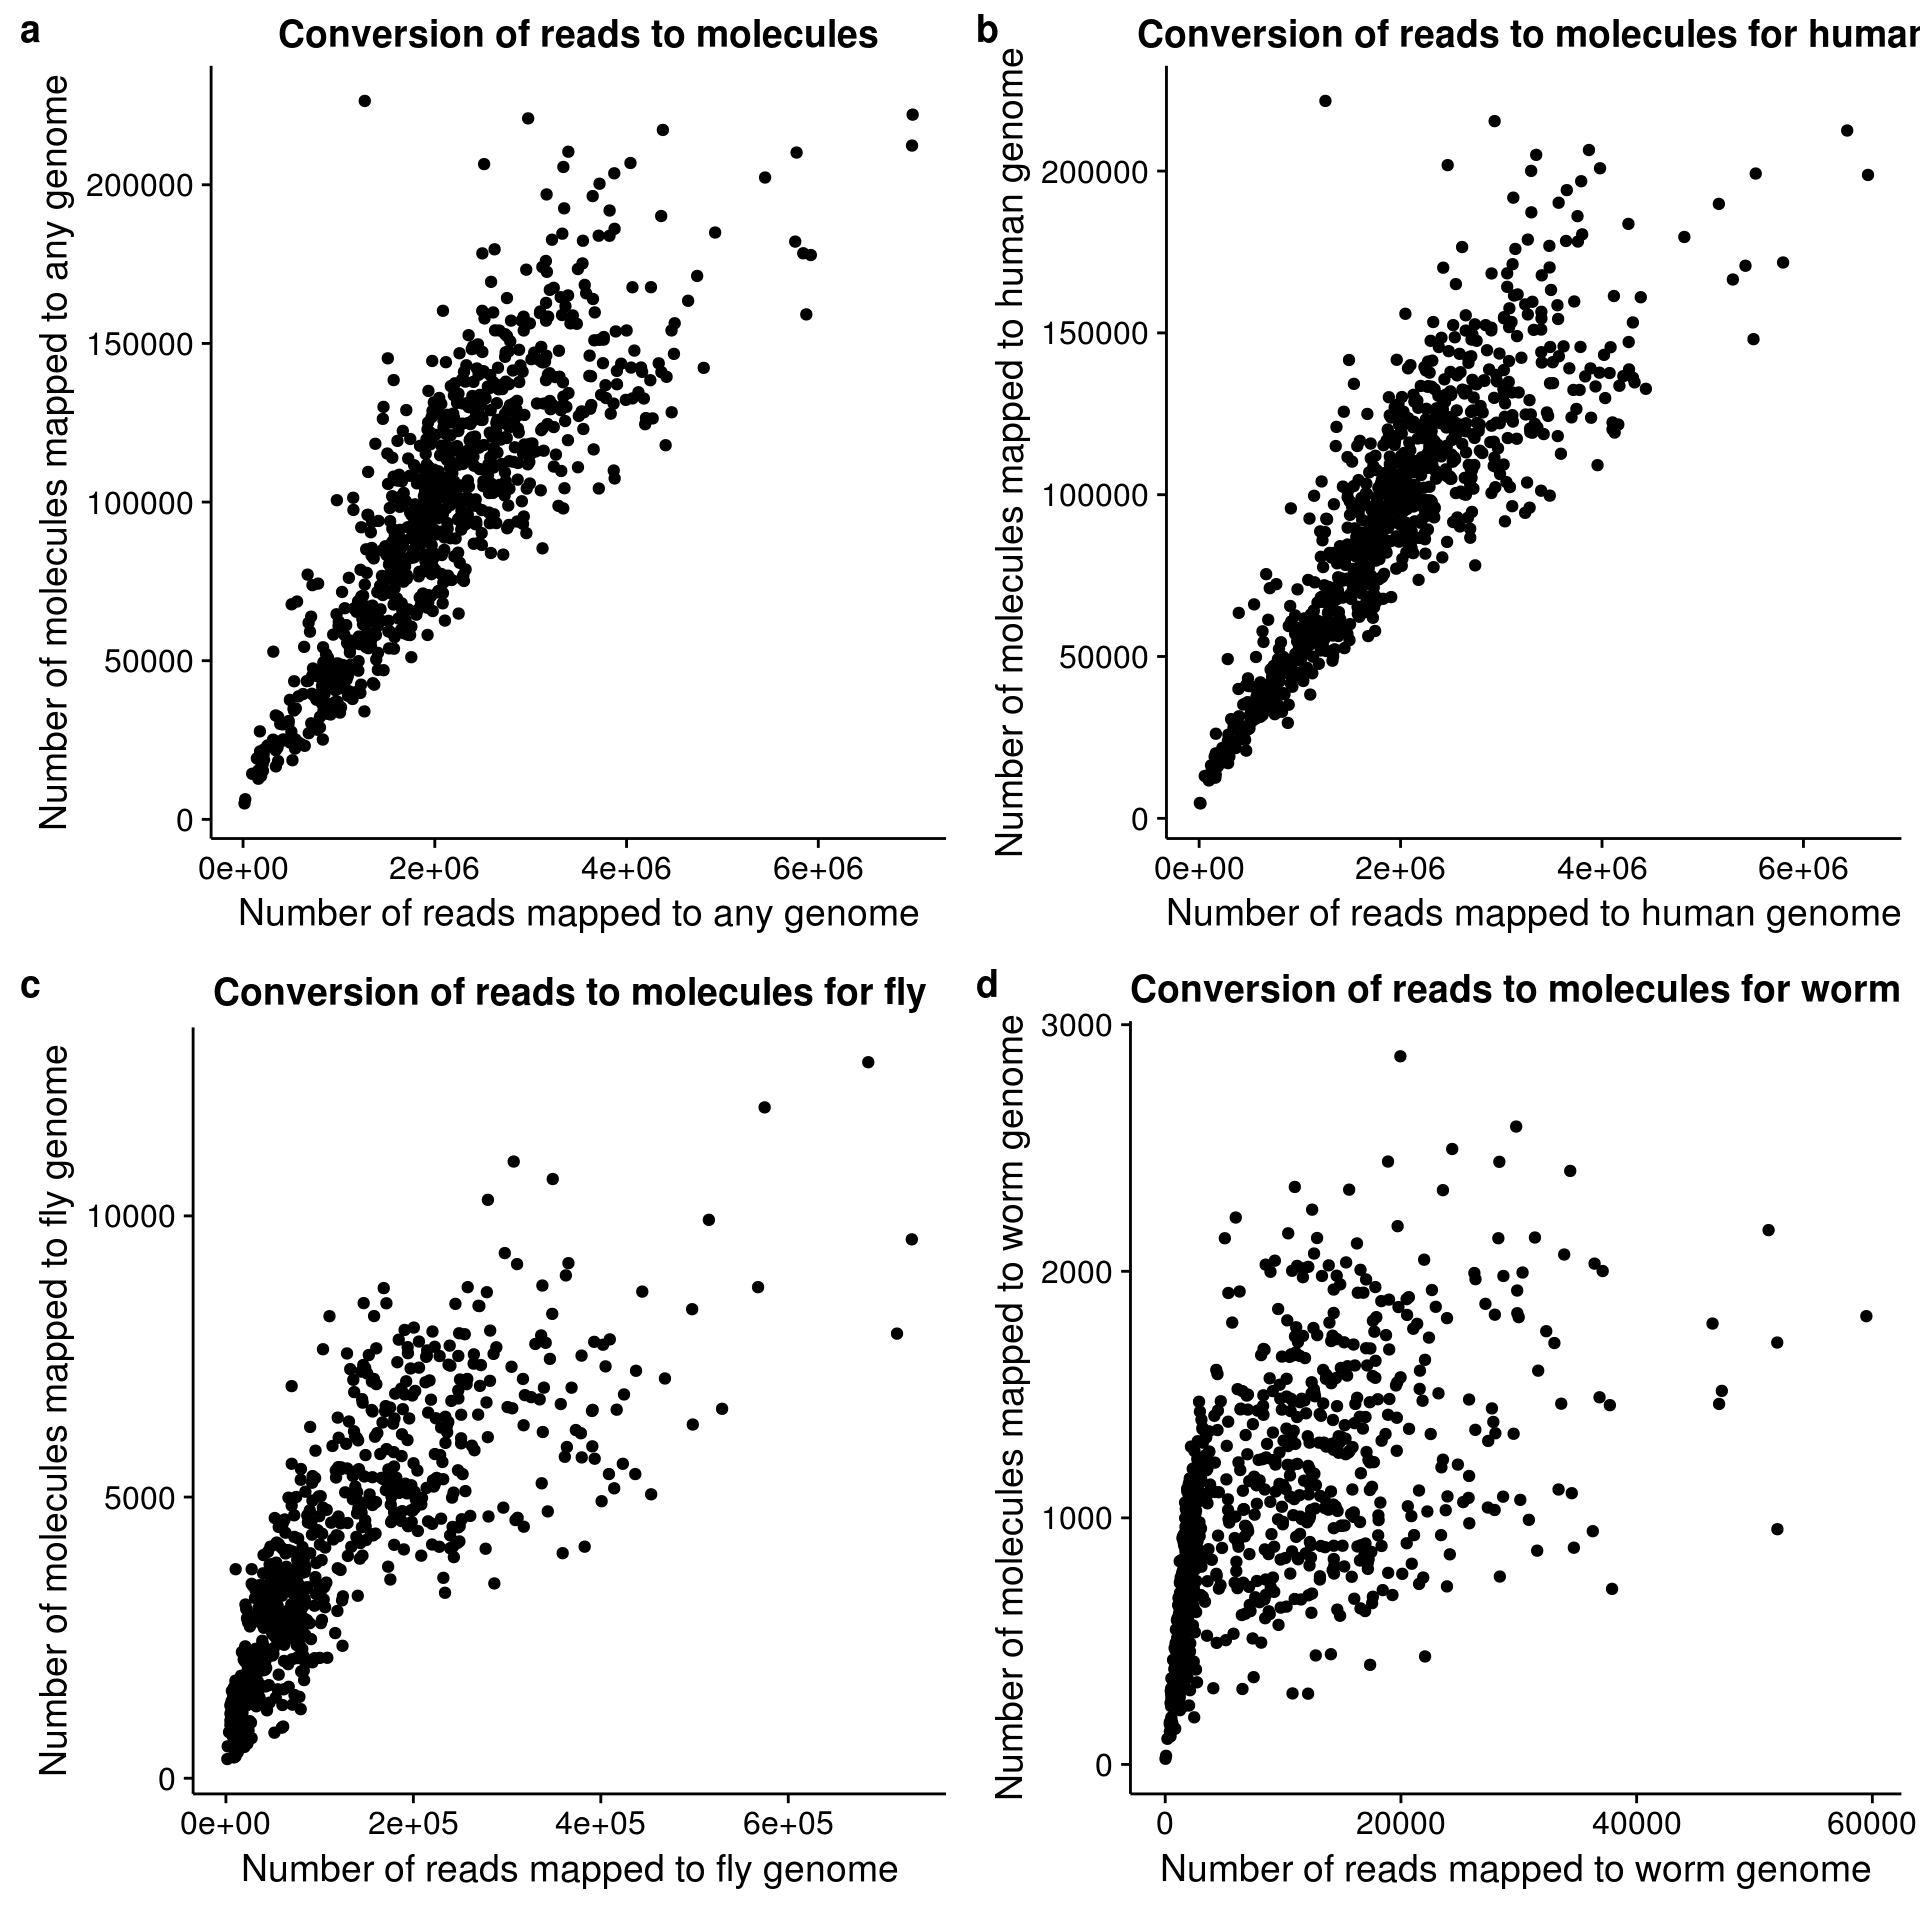 a
Conversion of reads to molecules
Number of molecules mapped to any genome
200000
150000
100000
50000
0
0e+00 2e+06 4e+06 6e+06
Number of reads mapped to any genome
b
Conversion of reads to molecules for human
Number of molecules mapped to human genome
200000
150000
100000
50000
0
0e+00 2e+06 4e+06 6e+06
Number of reads mapped to human genome
c
Conversion of reads to molecules for fly
Number of molecules mapped to fly genome
10000
5000
0
0e+00 2e+05 4e+05 6e+05
Number of reads mapped to fly genome
d
Conversion of reads to molecules for worm
Number of molecules mapped to worm genome
3000
2000
1000
0
0 20000 40000 60000
Number of reads mapped to worm genome